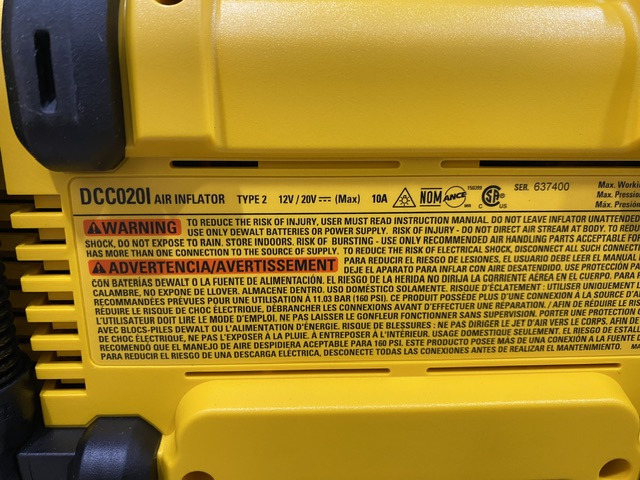 DCC020I AIR INFLATOR TYPE 2 12V / 20V (Max) 10A NOM ANCE C SA C US SER. 637400 Max. Worki
Max. Pression
Max. Presión
WARNING TO REDUCE THE RISK OF INJURY, USER MUST READ INSTRUCTION MANUAL. DO NOT LEAVE INFLATOR UNATTENDED
USE ONLY DEWALT BATTERIES OR POWER SUPPLY. RISK OF INJURY - DO NOT DIRECT AIR STREAM AT BODY. TO REDU
SHOCK, DO NOT EXPOSE TO RAIN. STORE INDOORS. RISK OF BURSTING - USE ONLY RECOMMENDED AIR HANDLING PARTS ACCEPTABLE F
HAS MORE THAN ONE CONNECTION TO THE SOURCE OF SUPPLY. TO REDUCE THE RISK OF ELECTRICAL SHOCK, DISCONNECT ALL SUCH CONNECT
ADVERTENCIA/AVERTISSEMENT PARA REDUCIR EL RIESGO DE LESIONES, EL USUARIO DEBE LEER EL MANUAL
DEJE EL APARATO PARA INFLAR CON AIRE DESATENDIDO. USE PROTECCIÓN
CON BATERÍAS DEWALT O LA FUENTE DE ALIMENTACIÓN. EL RIESGO DE LA HERIDA NO DIRIJA LA CORRIENTE AÉREA EN EL CUERPO. PARA
CALAMBRE, NO EXPONE DE LOVER. ALMACENE DENTRO. USO DOMÉSTICO SOLAMENTE. RIESGO D'ÉCLATEMENT : UTILISER UNIQUEMENT L
RECOMMANDÉES PRÉVUES POUR UNE UTILISATION À 11.03 BAR (160 PSI). CE PRODUIT POSSÈDE PLUS D'UNE CONNEXION À LA SOURCE
RÉDUIRE LE RISQUE DE CHOC ÉLECTRIQUE, DÉBRANCHER LES CONNEXIONS AVANT D'EFFECTUER UNE RÉPARATION. / AFIN DE RÉDUIRE LE R
L'UTILISATEUR DOIT LIRE LE MODE D'EMPLOI. NE PAS LAISSER LE GONFLEUR FONCTIONNER SANS SUPERVISION. PORTER UNE PROTECTION O
AVEC BLOCS-PILES DEWALT OU L'ALIMENTATION D'ÉNERGIE. RISQUE DE BLESSURES : NE PAS DIRIGER LE JET D'AIR VERS LE CORPS. AFIN DE
DE CHOC ÉLECTRIQUE, NE PAS L'EXPOSER À LA PLUIE. À ENTREPOSER À L'INTÉRIEUR. USAGE DOMESTIQUE SEULEMENT. EL RIESGO DE ESTAL
RECOMENDÓ QUE EL MANEJO DE AIRE DESPIDIERA ACEPTABLE PARA 160 PSI. ESTE PRODUCTO POSEE MÁS DE UNA CONEXIÓN A LA FUENTE D
PARA REDUCIR EL RIESGO DE UNA DESCARGA ELÉCTRICA, DESCONECTE TODAS LAS CONEXIONES ANTES DE REALIZAR EL MANTENIMIENTO. MA